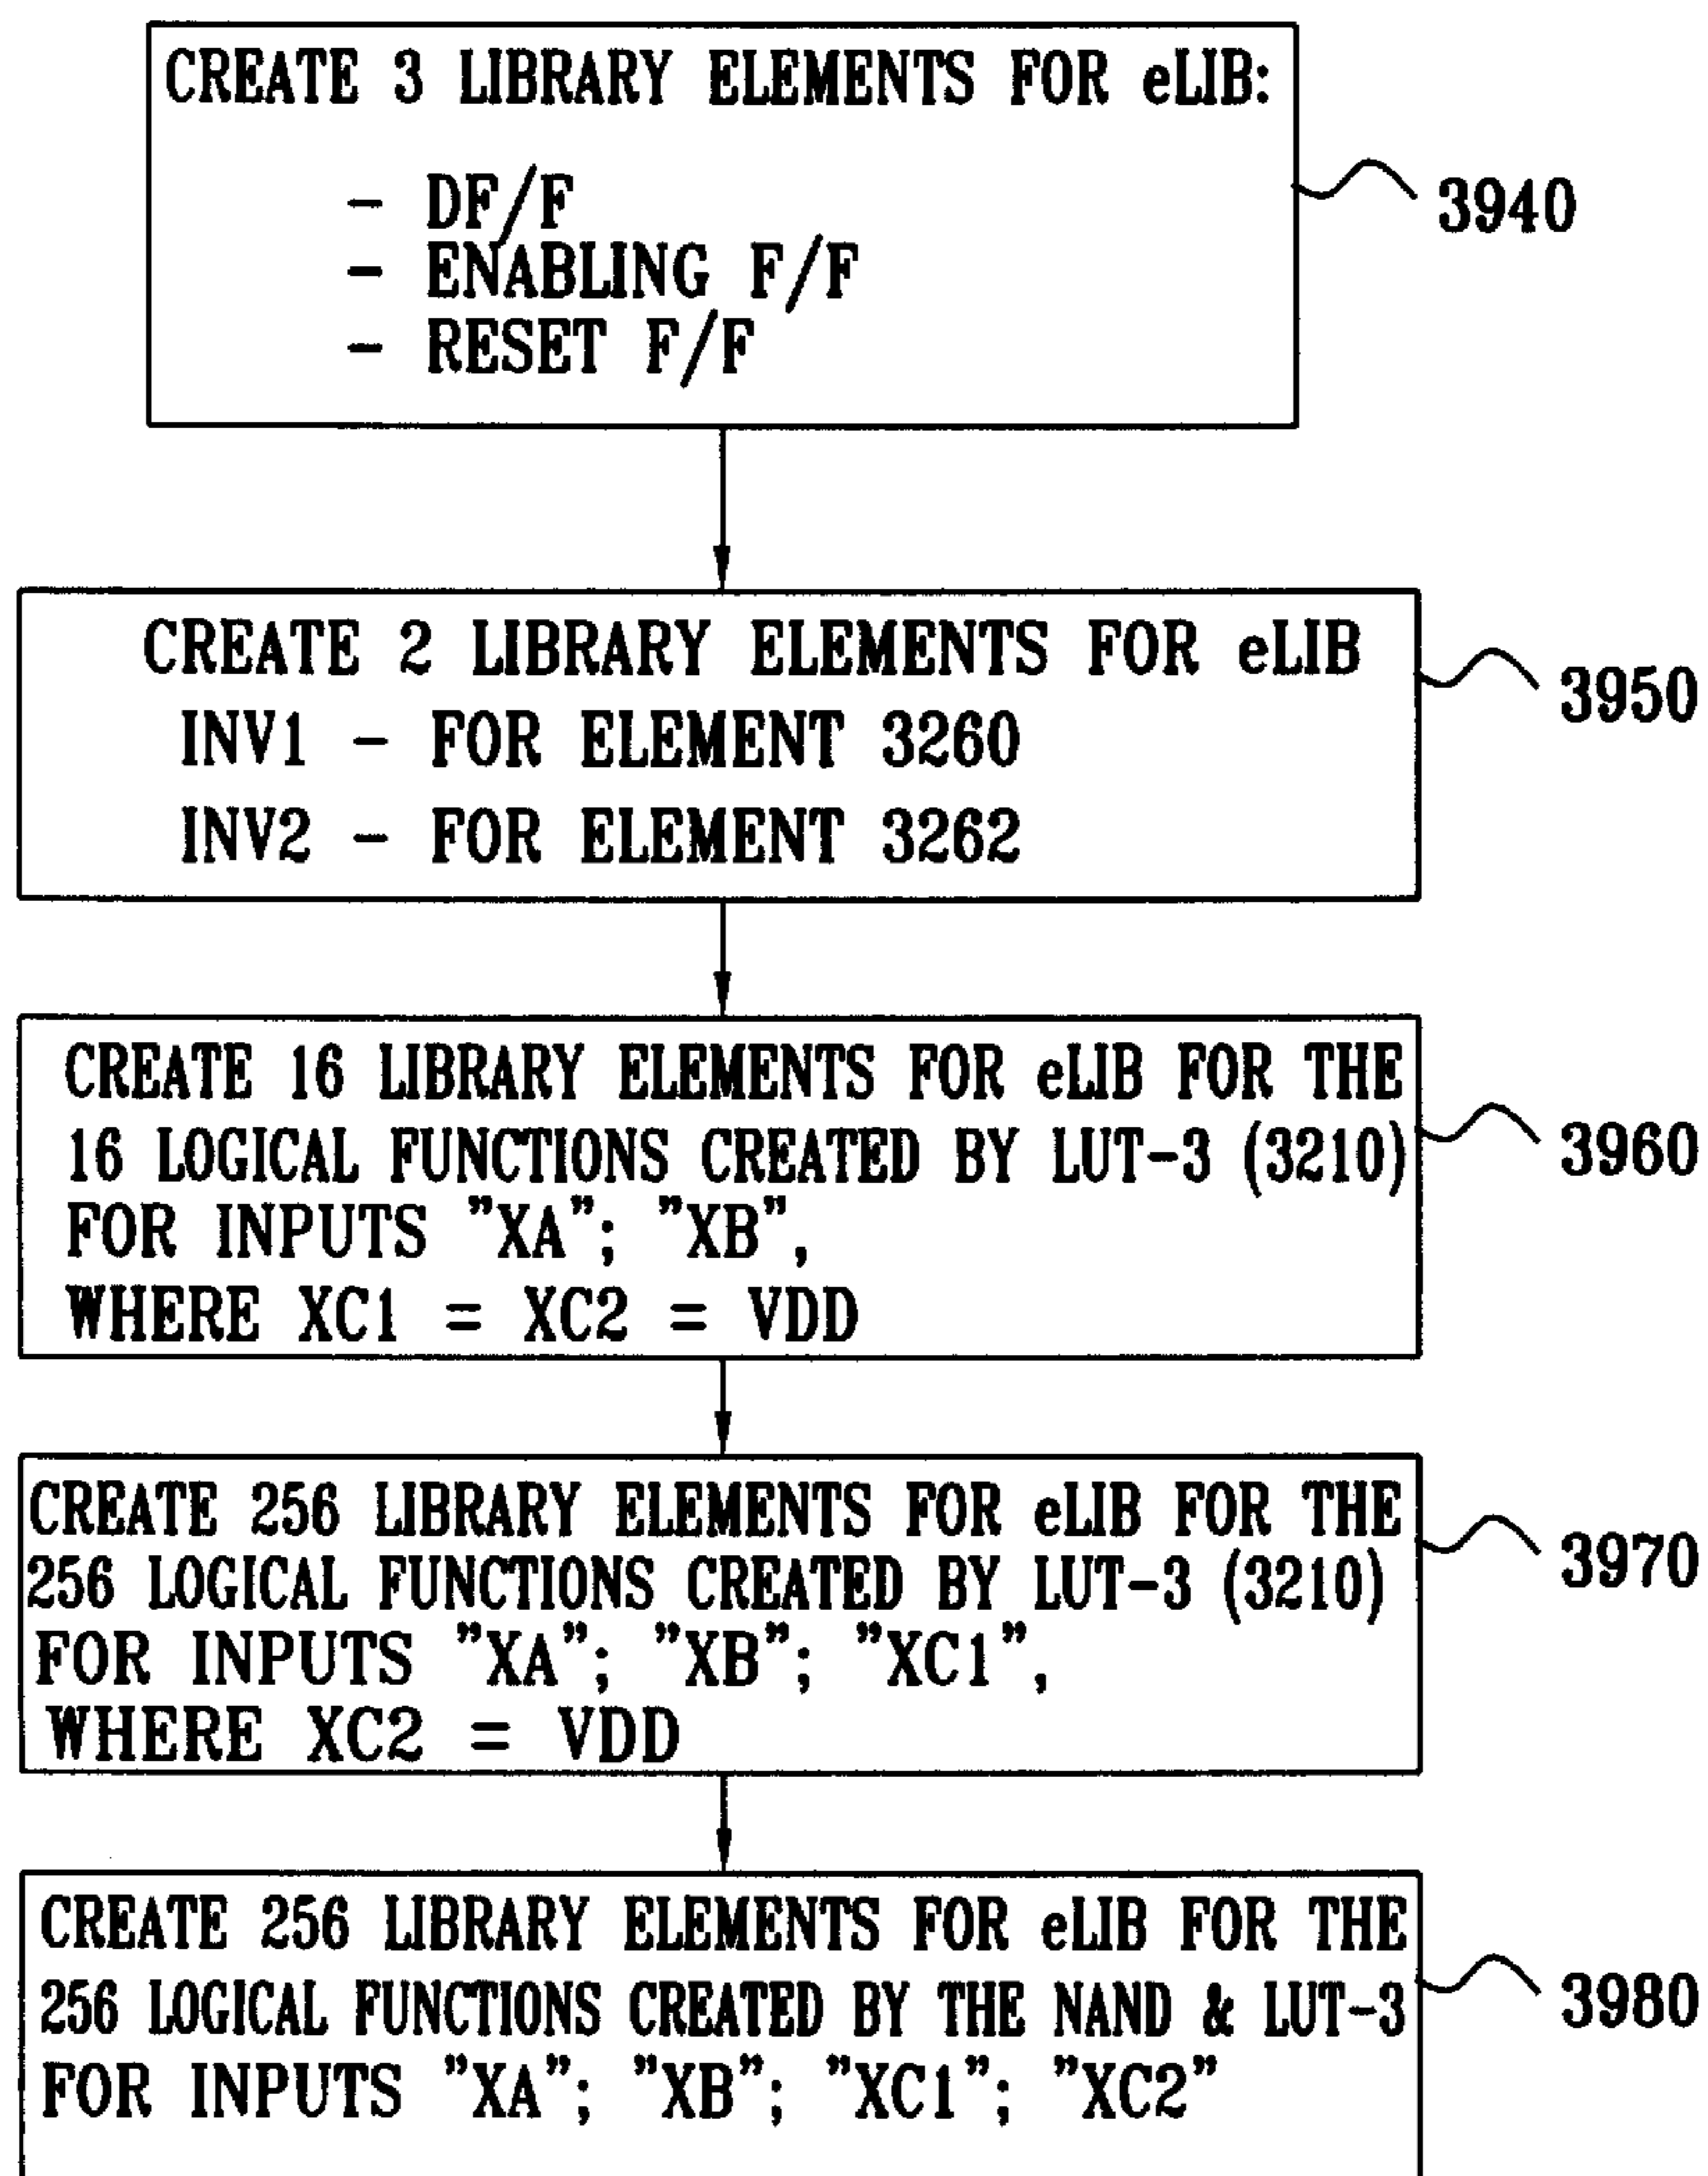 CREATE 3 LIBRARY ELEMENTS FOR eLIB:
- DF/F
- ENABLING F/F
- RESET F/F
3940
CREATE 2 LIBRARY ELEMENTS FOR eLIB
INV1 - FOR ELEMENT 3260
INV2 - FOR ELEMENT 3262
3950
CREATE 16 LIBRARY ELEMENTS FOR eLIB FOR THE
16 LOGICAL FUNCTIONS CREATED BY LUT-3 (3210)
FOR INPUTS "XA"; "XB",
WHERE XC1 = XC2 = VDD
3960
CREATE 256 LIBRARY ELEMENTS FOR eLIB FOR THE
256 LOGICAL FUNCTIONS CREATED BY LUT-3 (3210)
FOR INPUTS "XA"; "XB"; "XC1",
WHERE XC2 = VDD
3970
CREATE 256 LIBRARY ELEMENTS FOR eLIB FOR THE
256 LOGICAL FUNCTIONS CREATED BY THE NAND & LUT-3
FOR INPUTS "XA"; "XB"; "XC1"; "XC2"
3980